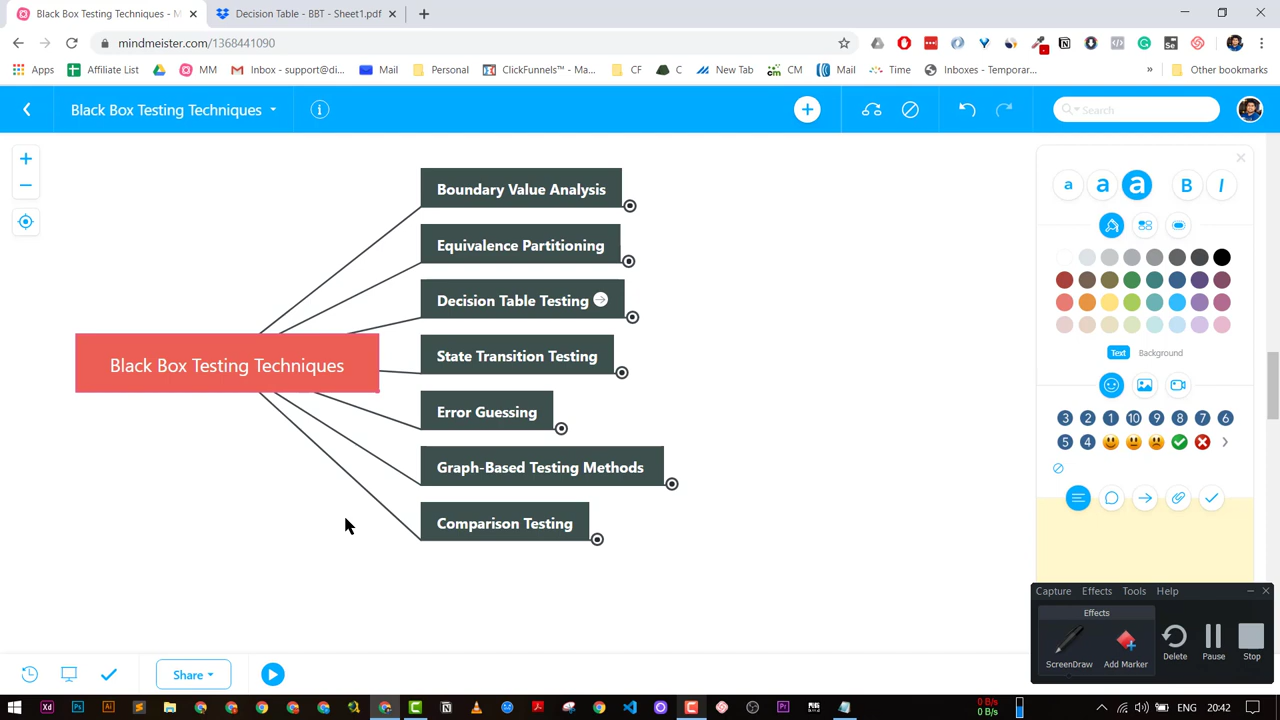 Black Box Testing Techniques - M
Decision Table - BBT - Sheet1.pdf
mindmeister.com/1368441090
Apps
Affiliate List
MM
Inbox - support@di...
Mail
Personal
ClickFunnels™ - Ma...
CF
C
New Tab
CM
Mail
Time
Inboxes - Temporar...
»
Other bookmarks
Black Box Testing Techniques
Search
Boundary Value Analysis
Equivalence Partitioning
Decision Table Testing
State Transition Testing
Black Box Testing Techniques
Error Guessing
Graph-Based Testing Methods
Comparison Testing
a a a B I
Text Background
3 2 1 10 9 8 7 6
5 4
Capture Effects Tools Help
Effects
ScreenDraw
Add Marker
Delete
Pause
Stop
Share
0 B/s
0 B/s
ENG
20:42